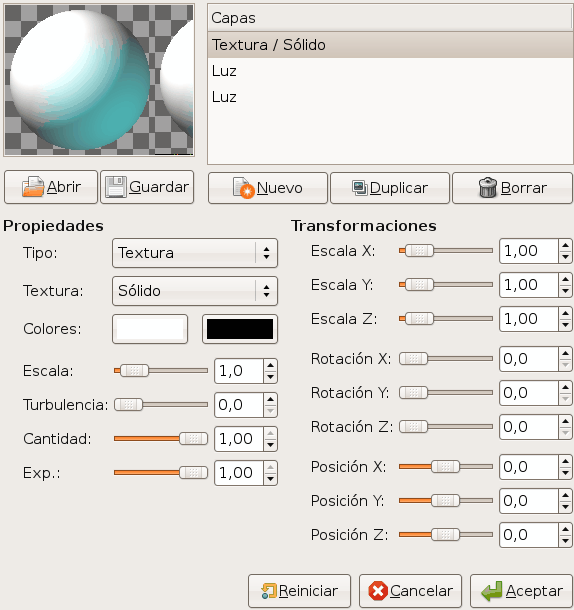 Capas
Textura / Sólido
Luz
Luz
Abrir
Guardar
Nuevo
Duplicar
Borrar
Propiedades
Tipo: Textura
Textura: Sólido
Colores:
Escala: 1,0
Turbulencia: 0,0
Cantidad: 1,00
Exp.: 1,00
Transformaciones
Escala X: 1,00
Escala Y: 1,00
Escala Z: 1,00
Rotación X: 0,0
Rotación Y: 0,0
Rotación Z: 0,0
Posición X: 0,0
Posición Y: 0,0
Posición Z: 0,0
Reiniciar
Cancelar
Aceptar